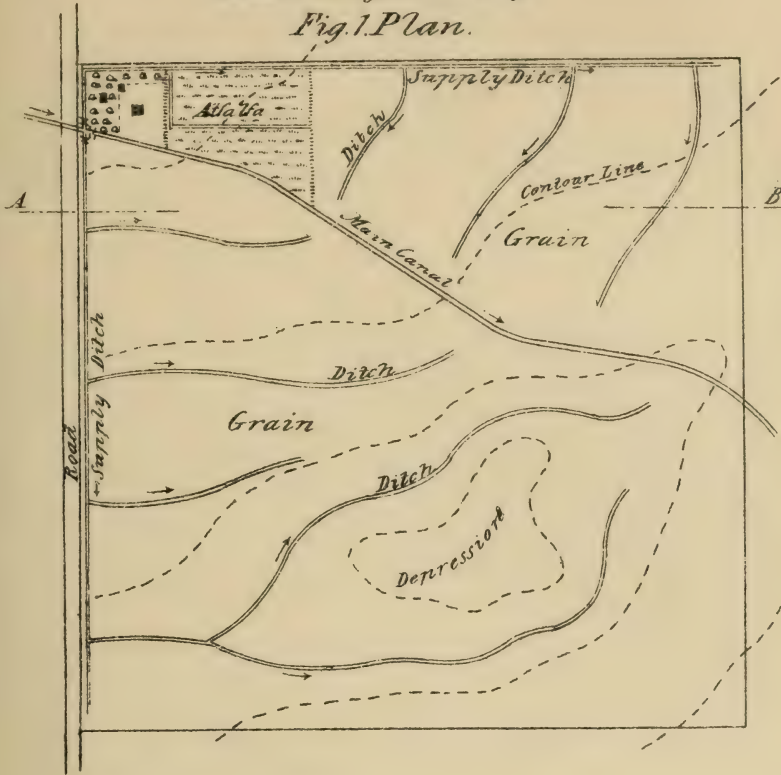 Fig. 1. Plan.
Supply Ditch
Alfalfa
Ditch
Contour Line
A
B
Main Canal
Grain
Supply Ditch
Ditch
Grain
Road
Ditch
Depression